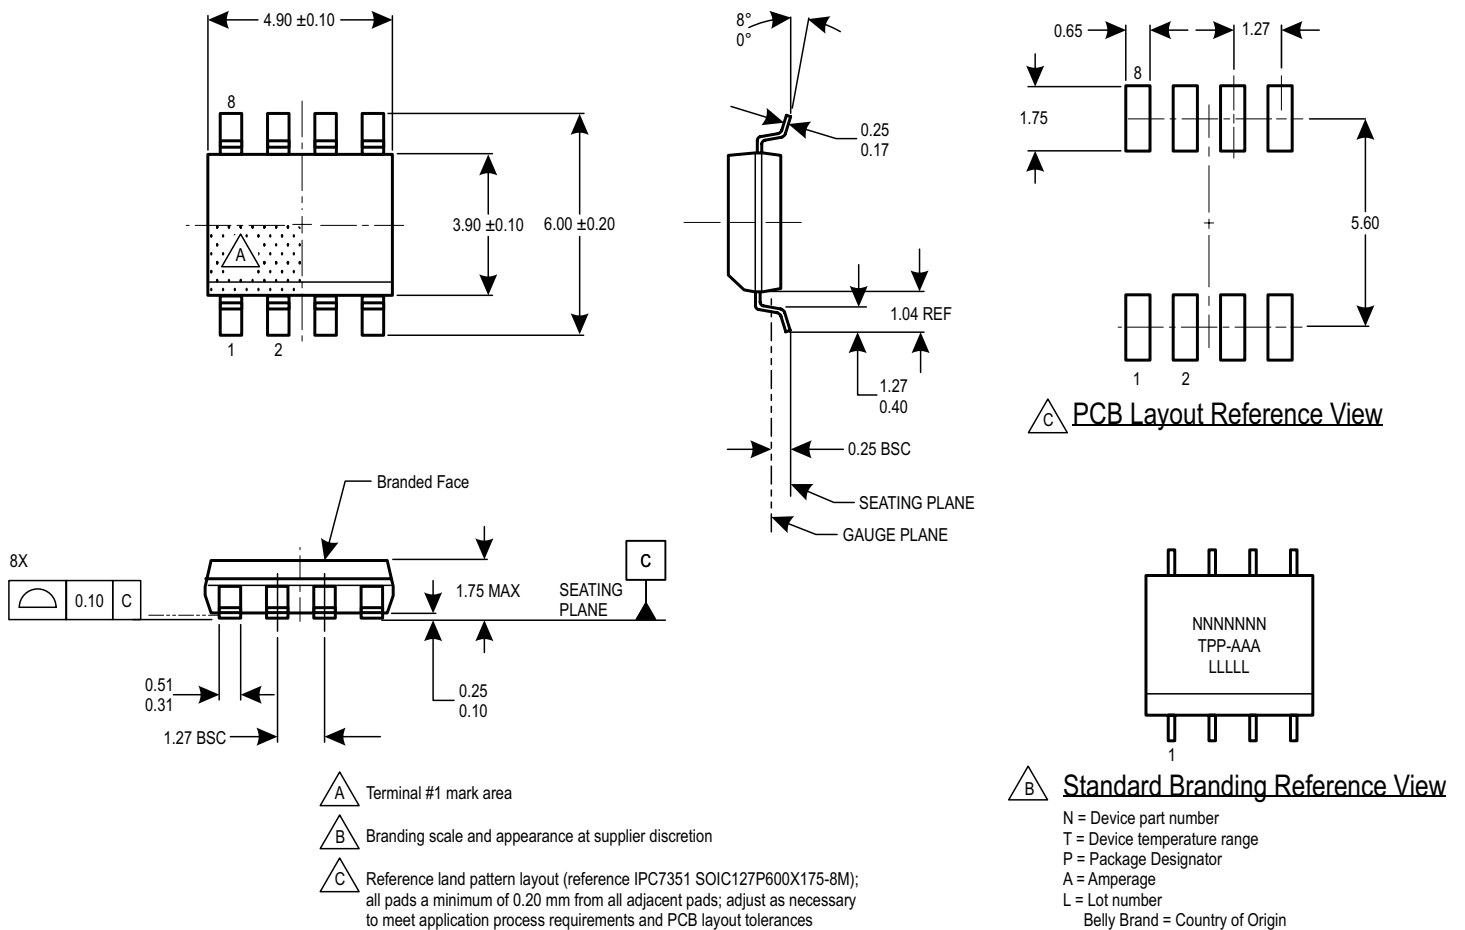 4.90 ±0.10
8
A
3.90 ±0.10
6.00 ±0.20
1
2
8°
0°
0.25
0.17
1.04 REF
1.27
0.40
0.25 BSC
SEATING PLANE
GAUGE PLANE
0.65
1.27
8
1.75
5.60
1
2
C
PCB Layout Reference View
Branded Face
8X
0.10
C
1.75 MAX
SEATING
PLANE
C
0.51
0.31
0.25
0.10
1.27 BSC
NNNNNNN
TPP-AAA
LLLLL
1
A
Terminal #1 mark area
B
Branding scale and appearance at supplier discretion
C
Reference land pattern layout (reference IPC7351 SOIC127P600X175-8M);
all pads a minimum of 0.20 mm from all adjacent pads; adjust as necessary
to meet application process requirements and PCB layout tolerances
B
Standard Branding Reference View
N = Device part number
T = Device temperature range
P = Package Designator
A = Amperage
L = Lot number
Belly Brand = Country of Origin